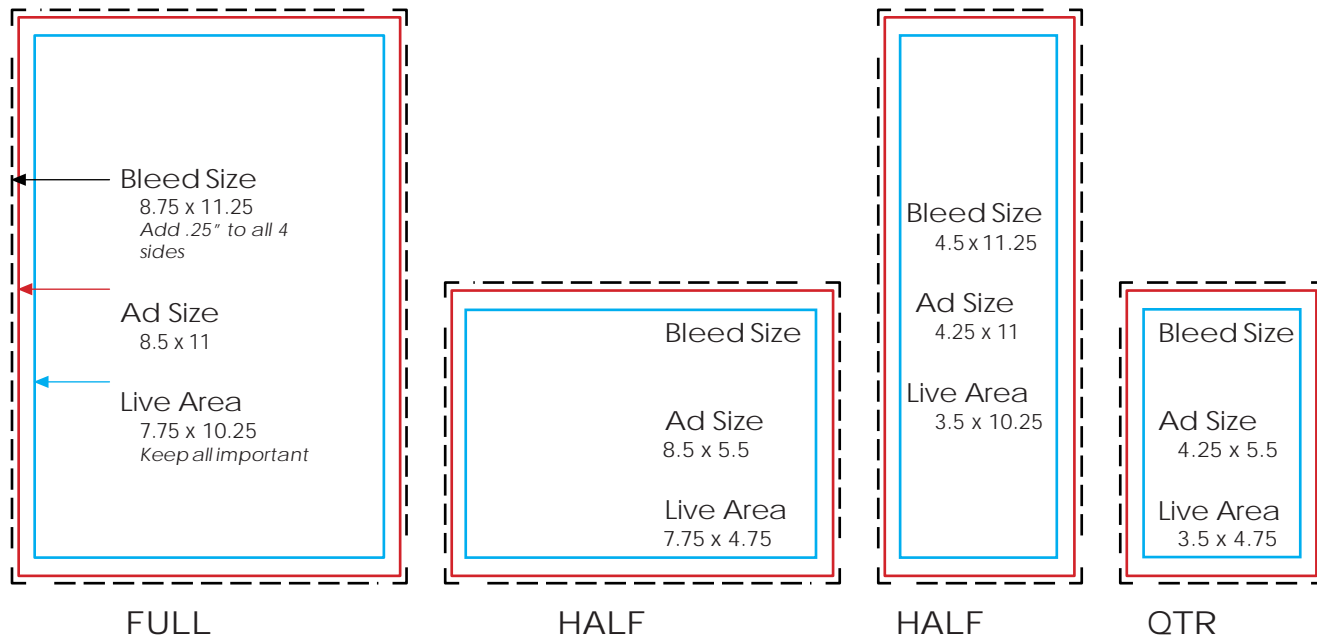 Bleed Size
8.75 x 11.25
Add .25” to all 4
sides
Ad Size
8.5 x 11
Live Area
7.75 x 10.25
Keep all important
FULL
Bleed Size
Ad Size
8.5 x 5.5
Live Area
7.75 x 4.75
HALF
Bleed Size
4.5 x 11.25
Ad Size
4.25 x 11
Live Area
3.5 x 10.25
HALF
Bleed Size
Ad Size
4.25 x 5.5
Live Area
3.5 x 4.75
QTR